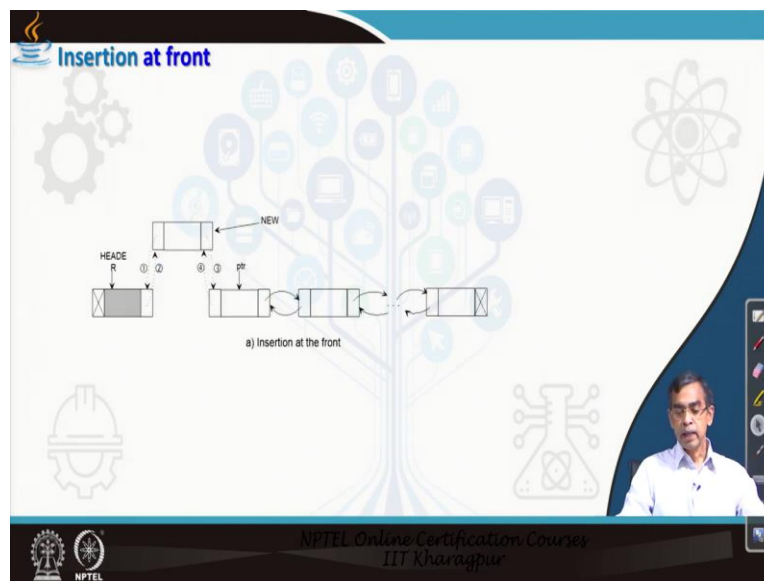 Insertion at front
NEW
HEADE
R
① ② ④ ③ ptr
...
a) Insertion at the front
NPTEL Online Certification Courses
IIT Kharagpur
NPTEL